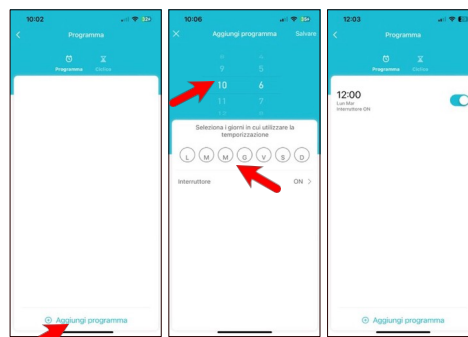 10:02
Programma
Programma Ciclico
Aggiungi programma
10:06
Aggiungi programma Salvare
9 5
10 6
11 7
Seleziona i giorni in cui utilizzare la
temporizzazione
L M M G V S D
Interruttore ON
12:03
Programma
Programma Ciclico
12:00
Lun Mar
Interruttore ON
Aggiungi programma